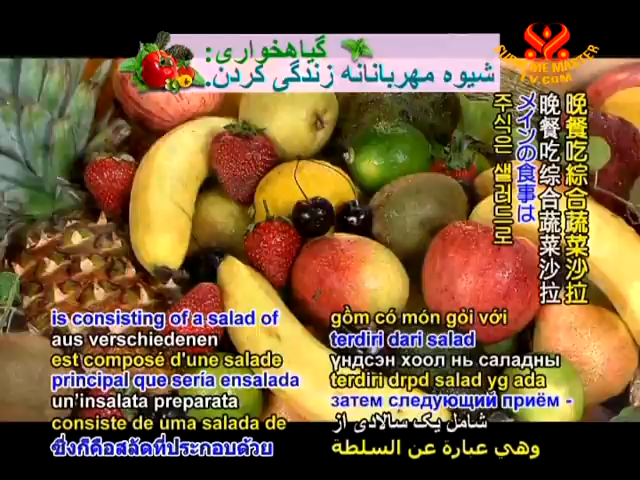 گیاهخواری:
شیوه مهربانانه زندگی کردن.
SUPREME MASTER
TV.COM
晚餐吃綜合蔬菜沙拉
晚餐吃综合蔬菜沙拉
メインの食事は
주식은 샐러드로
is consisting of a salad of
aus verschiedenen
est composé d'une salade
principal que sería ensalada
un'insalata preparata
consiste de uma salada de
ซึ่งก็คือสลัดที่ประกอบด้วย
gồm có món gỏi với
terdiri dari salad
үндсэн хоол нь саладны
terdiri drpd salad yg ada
затем следующий приём -
شامل یک سالادی از
وهي عبارة عن السلطة